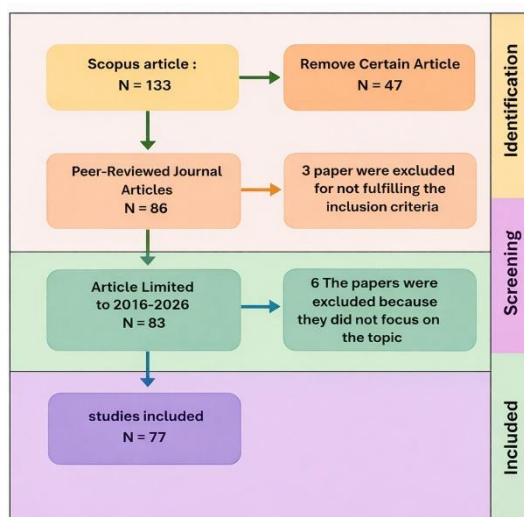 Scopus article :
N = 133
Remove Certain Article
N = 47
Identification
Peer-Reviewed Journal
Articles
N = 86
3 paper were excluded
for not fulfilling the
inclusion criteria
Screening
Article Limited
to 2016-2026
N = 83
6 The papers were
excluded because
they did not focus on
the topic
studies included
N = 77
Included